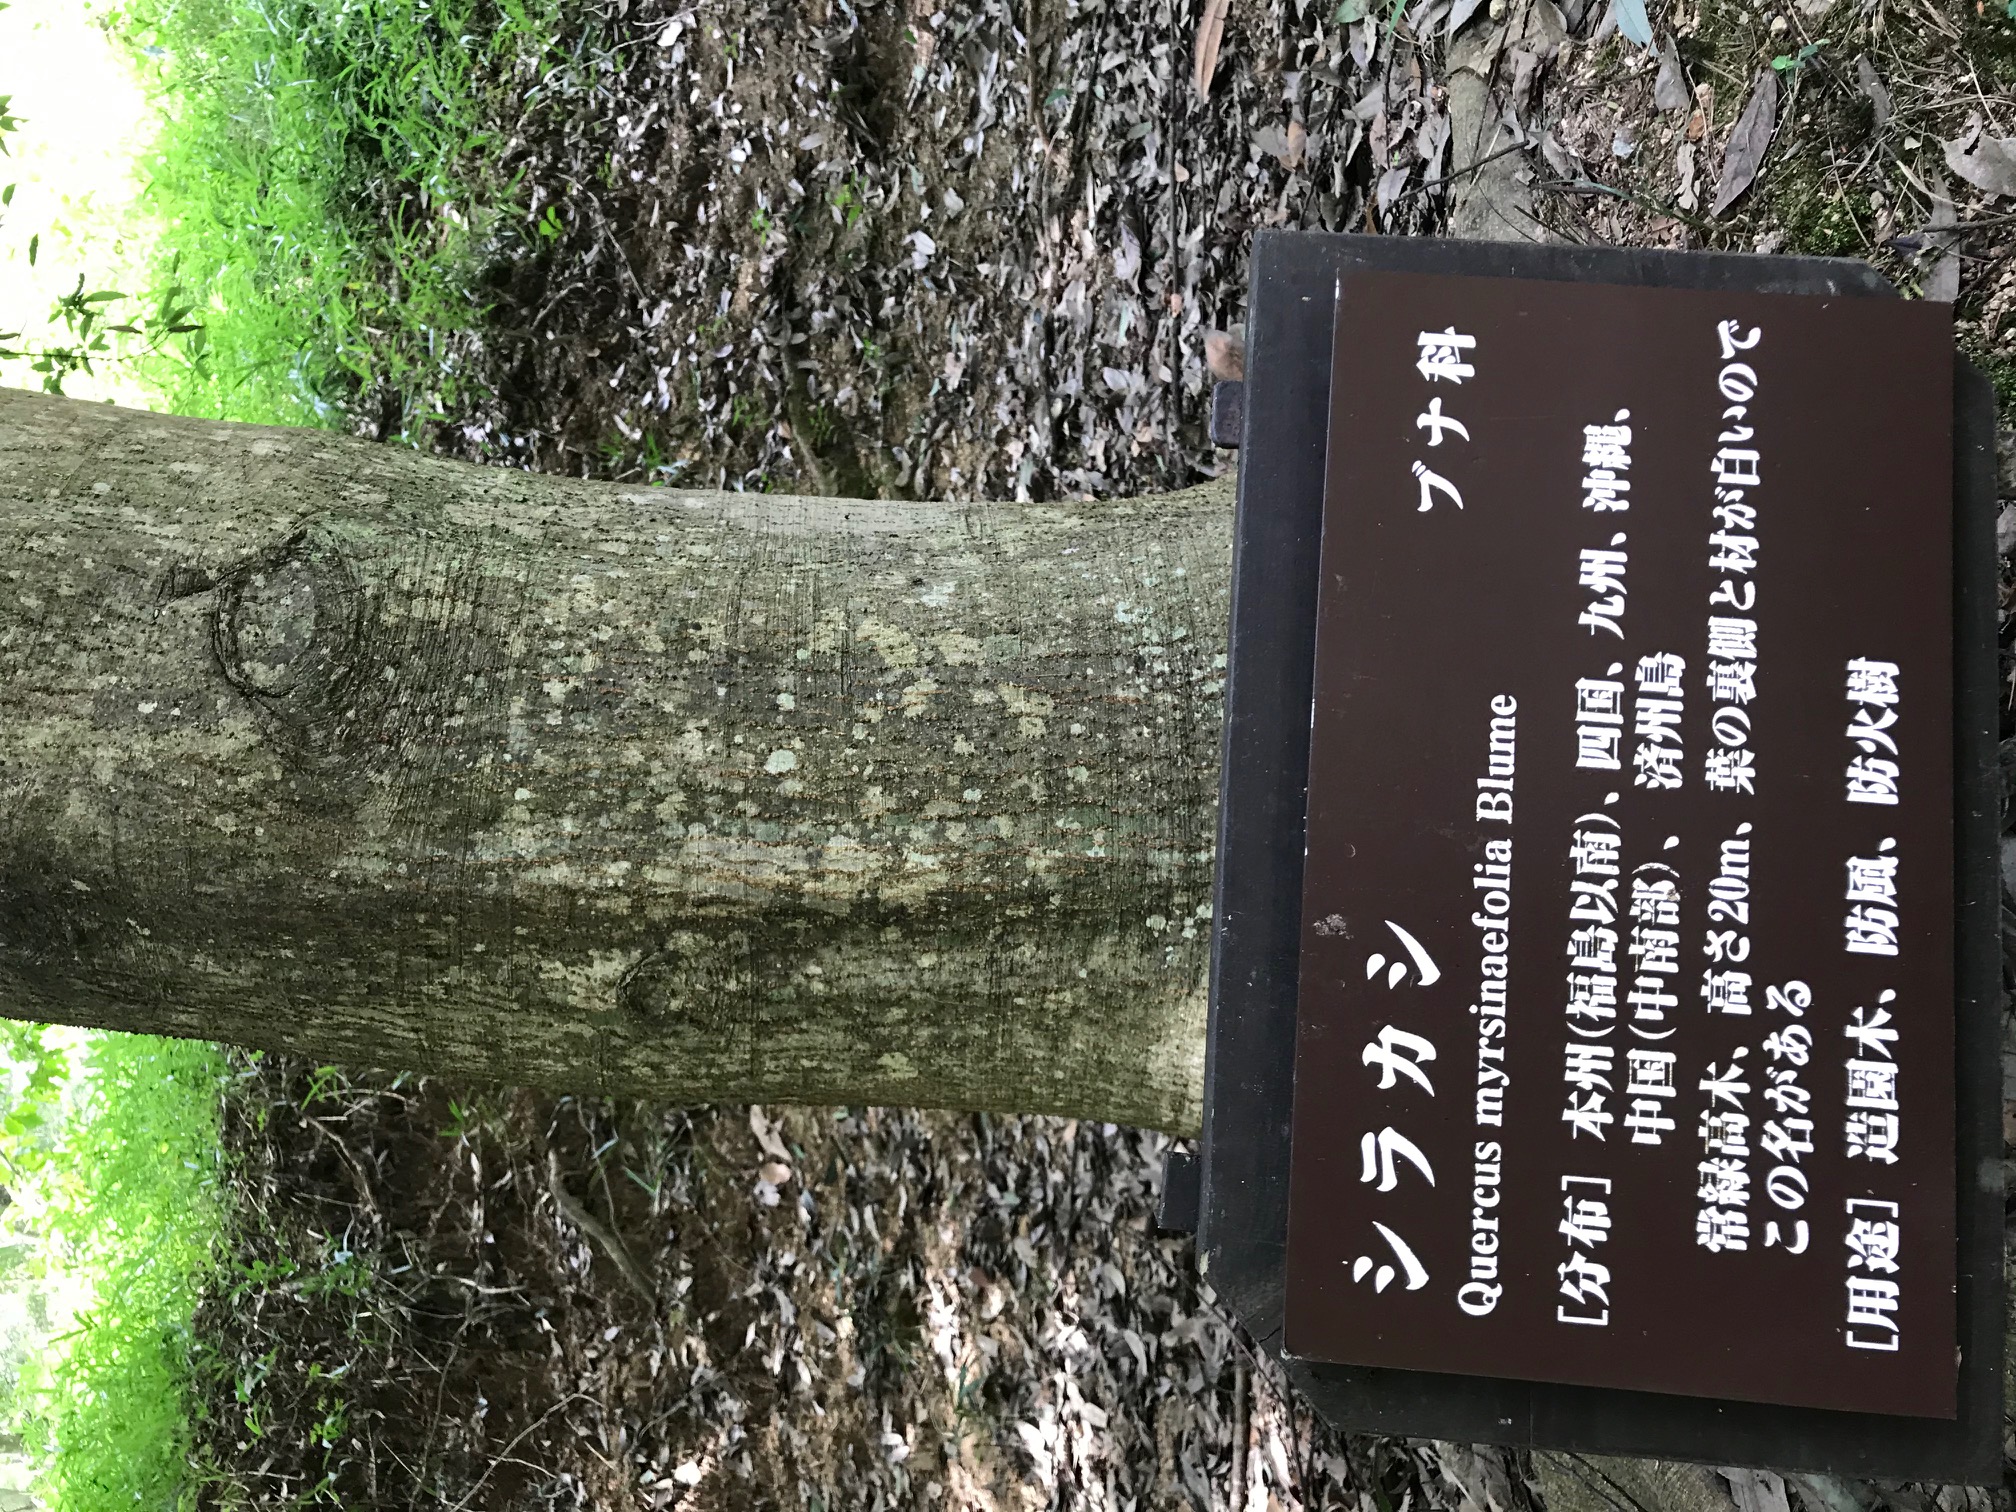 シラカシ ブナ科
Quercus myrsinaefolia Blume
[分布] 本州(福島以南)、四国、九州、沖縄、
中国(中南部)、済州島
常緑高木、高さ20m、葉の裏側と材が白いので
この名がある
[用途] 造園木、防風、防火樹